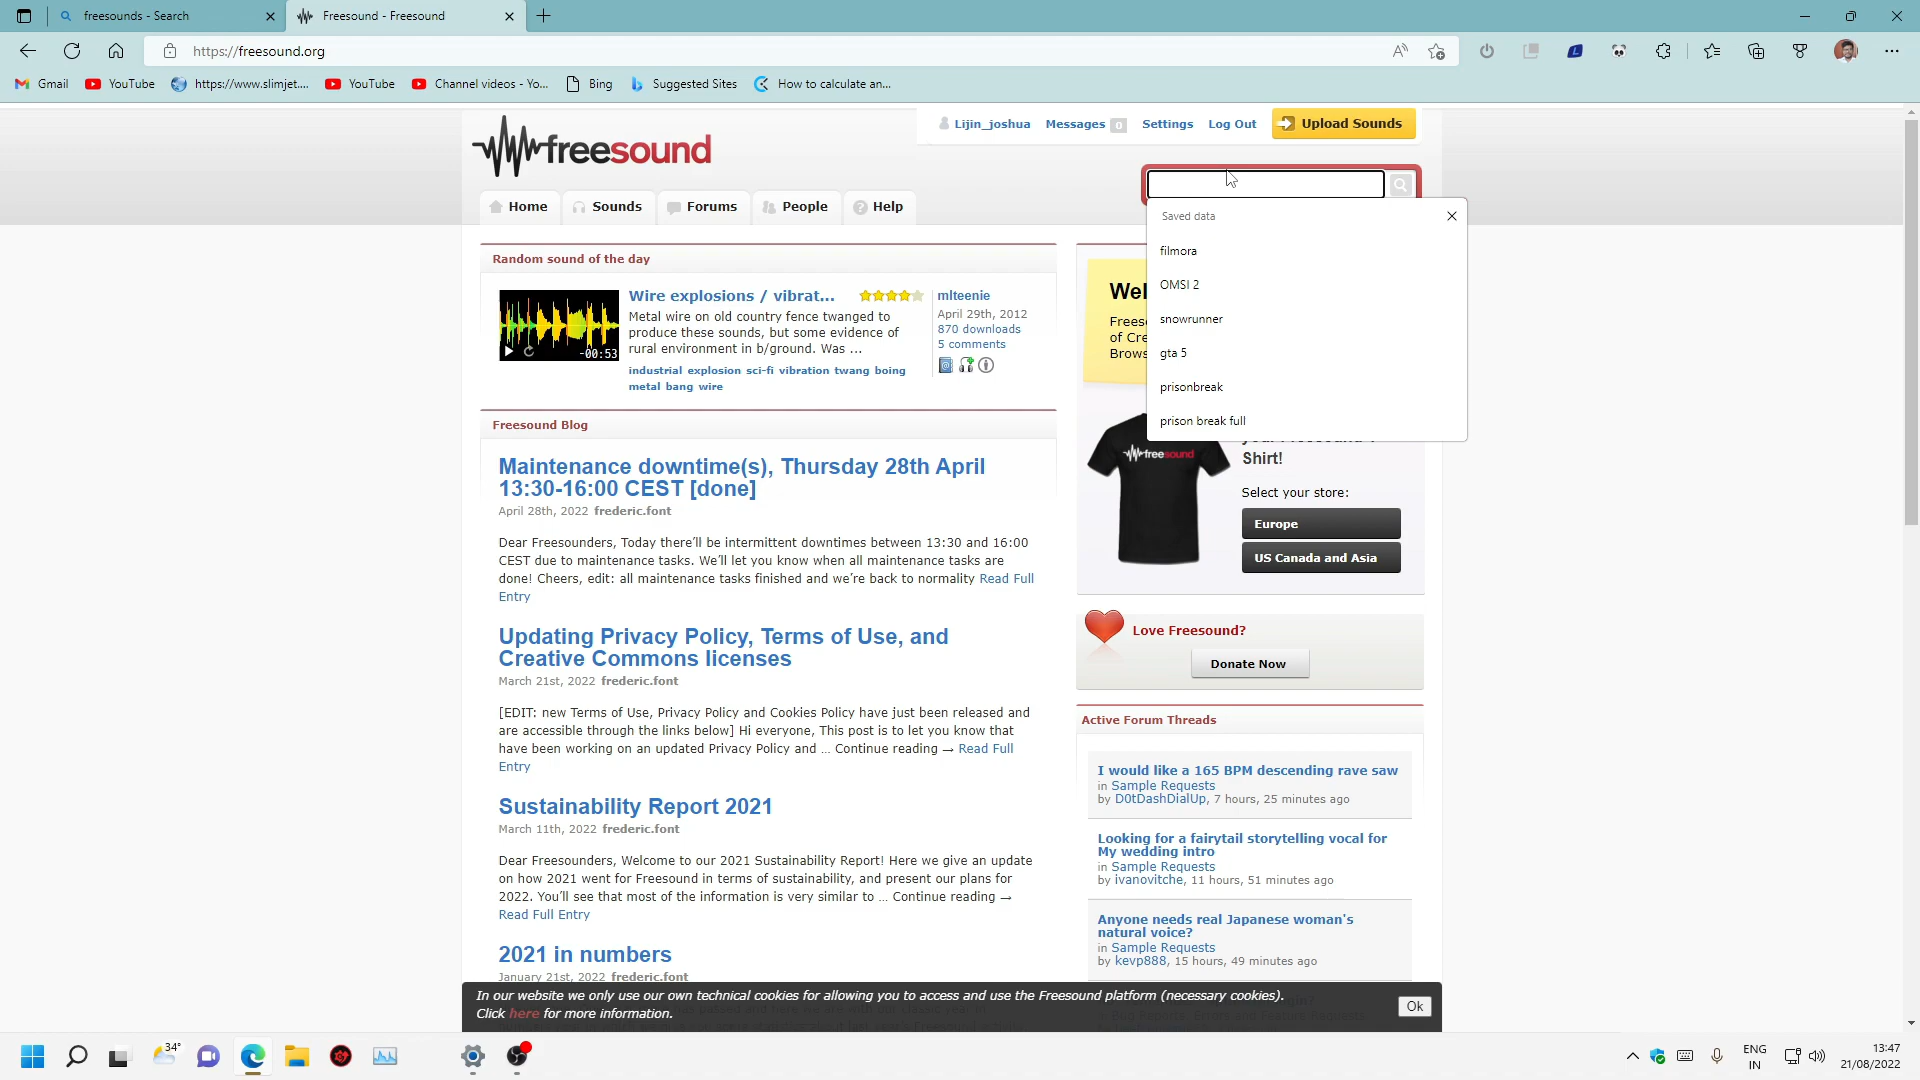 freesounds - Search
Freesound - Freesound
https://freesound.org
Gmail YouTube https://www.slimjet.... YouTube Channel videos - Yo... Bing Suggested Sites How to calculate an...
freesound
Lijin_joshua Messages 0 Settings Log Out Upload Sounds
Home Sounds Forums People Help
Saved data
filmora
OMSI 2
snowrunner
gta 5
prisonbreak
prison break full
Random sound of the day
Wire explosions / vibrat...
Metal wire on old country fence twanged to
produce these sounds, but some evidence of
rural environment in b/ground. Was ...
industrial explosion sci-fi vibration twang boing
metal bang wire
-00:53
mlteenie
April 29th, 2012
870 downloads
5 comments
Wel
Frees
of Cre
Brows
Freesound Blog
Maintenance downtime(s), Thursday 28th April
13:30-16:00 CEST [done]
April 28th, 2022 frederic.font
Dear Freesounders, Today there'll be intermittent downtimes between 13:30 and 16:00
CEST due to maintenance tasks. We'll let you know when all maintenance tasks are
done! Cheers, edit: all maintenance tasks finished and we're back to normality Read Full
Entry
Updating Privacy Policy, Terms of Use, and
Creative Commons licenses
March 21st, 2022 frederic.font
[EDIT: new Terms of Use, Privacy Policy and Cookies Policy have just been released and
are accessible through the links below] Hi everyone, This post is to let you know that
have been working on an updated Privacy Policy and ... Continue reading → Read Full
Entry
Sustainability Report 2021
March 11th, 2022 frederic.font
Dear Freesounders, Welcome to our 2021 Sustainability Report! Here we give an update
on how 2021 went for Freesound in terms of sustainability, and present our plans for
2022. You'll see that most of the information is very similar to ... Continue reading →
Read Full Entry
2021 in numbers
January 21st, 2022 frederic.font
freesound
Shirt!
Select your store:
Europe
US Canada and Asia
Love Freesound?
Donate Now
Active Forum Threads
I would like a 165 BPM descending rave saw
in Sample Requests
by D0tDashDialUp, 7 hours, 25 minutes ago
Looking for a fairytail storytelling vocal for
My wedding intro
in Sample Requests
by ivanovitche, 11 hours, 51 minutes ago
Anyone needs real Japanese woman's
natural voice?
in Sample Requests
by kevp888, 15 hours, 49 minutes ago
In our website we only use our own technical cookies for allowing you to access and use the Freesound platform (necessary cookies).
Click here for more information.
Ok
34°
ENG
IN
13:47
21/08/2022